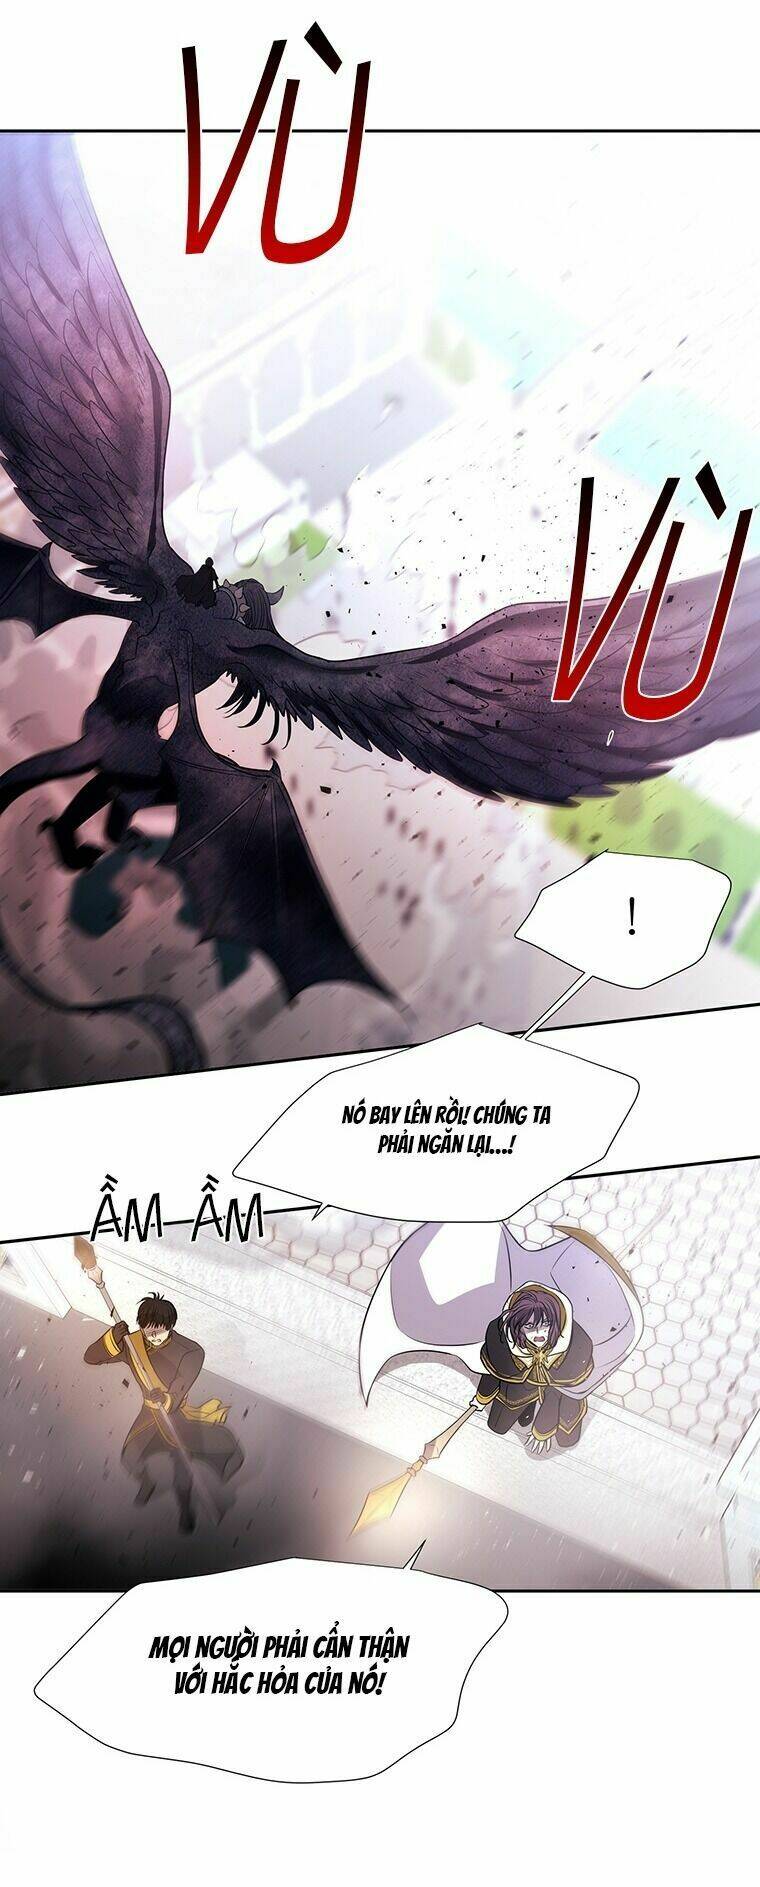 VÙ
VÙ
!
NÓ BAY LÊN RỒI! CHÚNG TA
PHẢI NGĂN LẠI...!
ẦM ẦM
MỌI NGƯỜI PHẢI CẨN THẬN
VỚI HẮC HỎA CỦA NÓ!